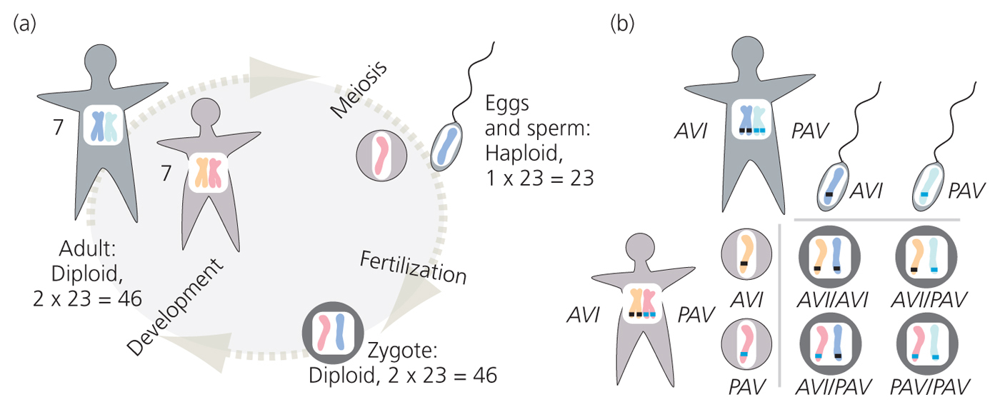 (a)
Meiosis
7
7
Eggs
and sperm:
Haploid,
1 x 23 = 23
Adult:
Diploid,
2 x 23 = 46
Fertilization
Development
Zygote:
Diploid, 2 x 23 = 46
(b)
AVI
PAV
AVI
PAV
AVI
PAV
AVI
AVI/AVI
AVI/PAV
PAV
AVI/PAV
PAV/PAV